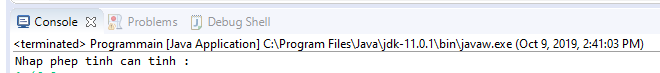 Console Problems Debug Shell
<terminated> Programmain [Java Application] C:\Program Files\Java\jdk-11.0.1\bin\javaw.exe (Oct 9, 2019, 2:41:03 PM)
Nhap phep tinh can tinh :